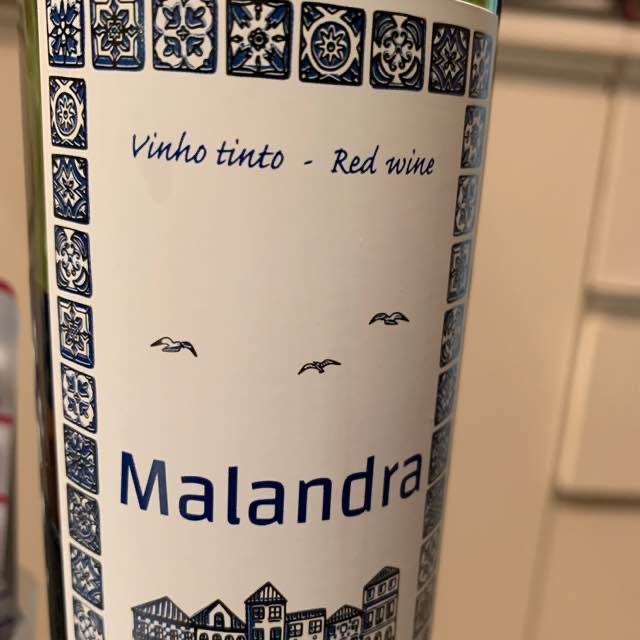 Vinho tinto - Red wine
Malandra